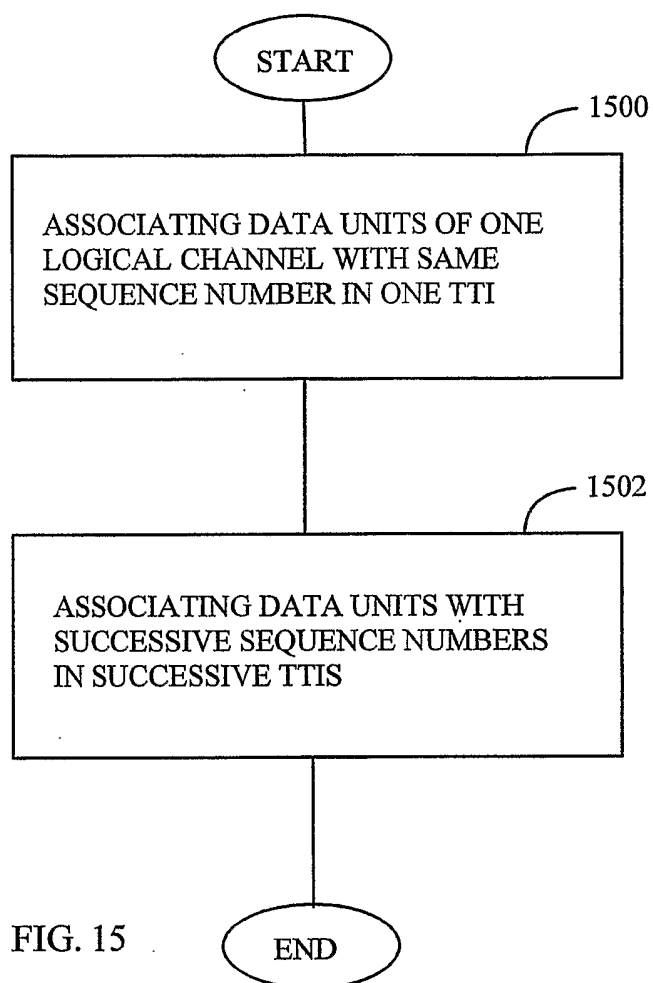 START
1500
ASSOCIATING DATA UNITS OF ONE
LOGICAL CHANNEL WITH SAME
SEQUENCE NUMBER IN ONE TTI
1502
ASSOCIATING DATA UNITS WITH
SUCCESSIVE SEQUENCE NUMBERS
IN SUCCESSIVE TTIS
FIG. 15
END